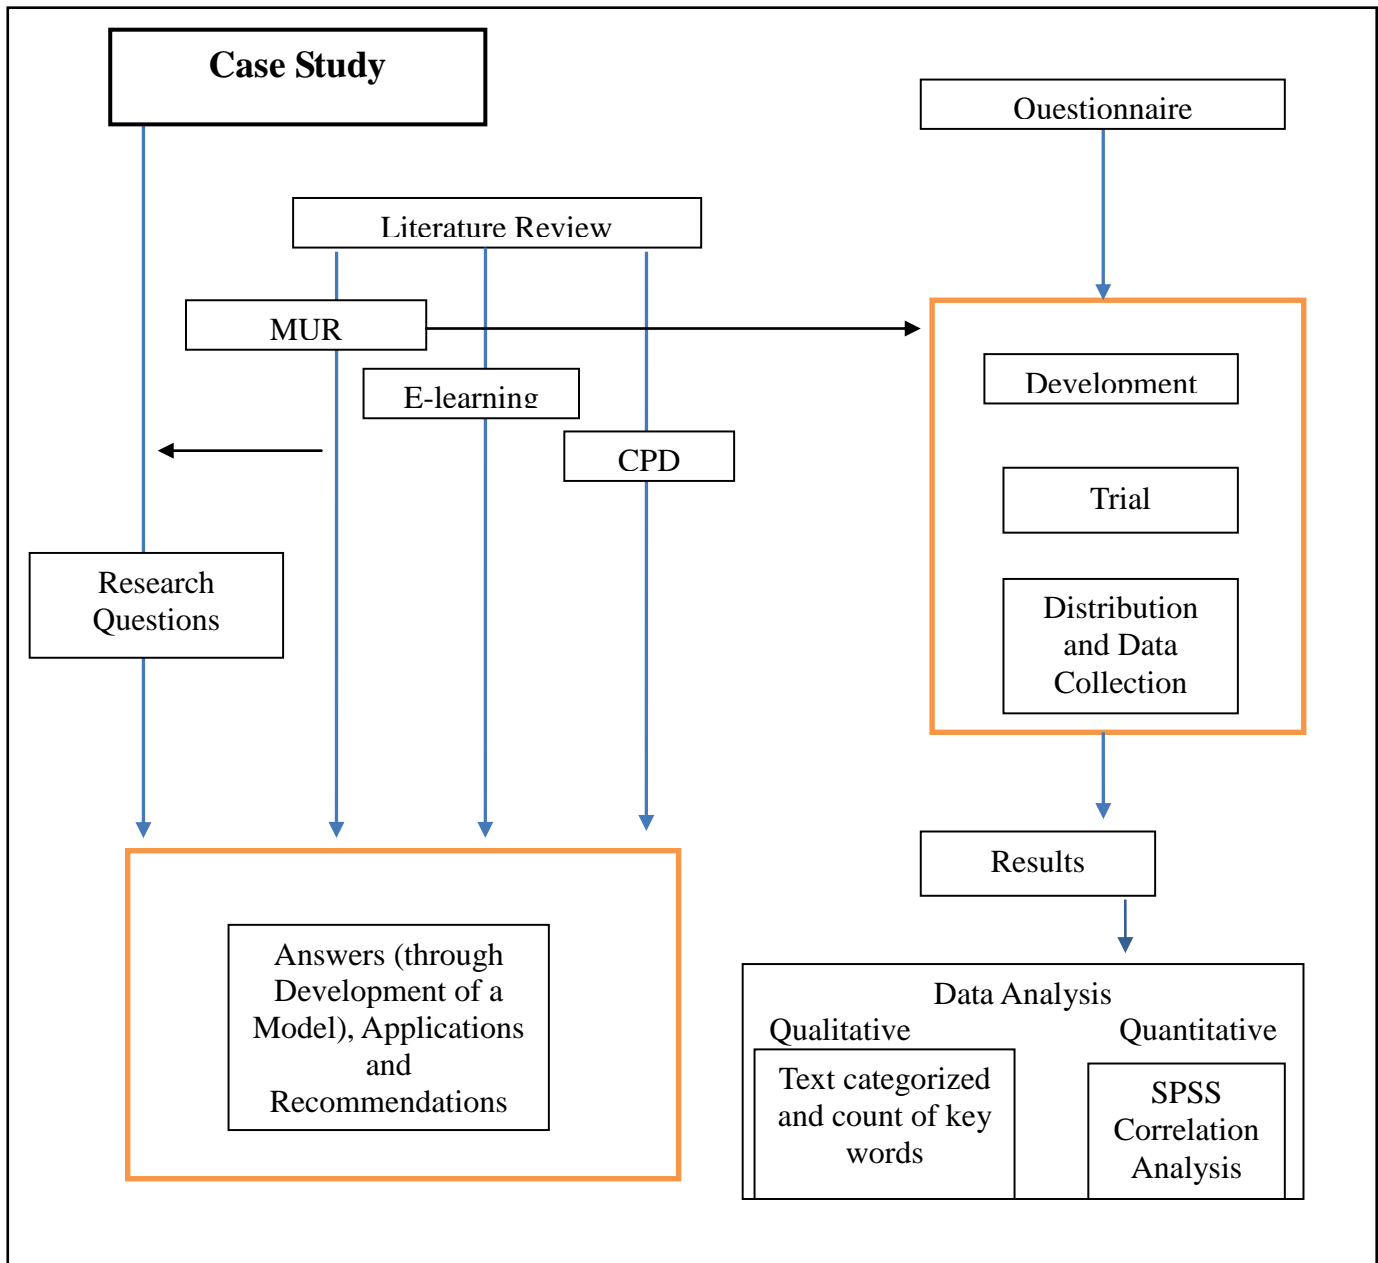 Case Study
Questionnaire
Literature Review
MUR
E-learning
CPD
Development
Trial
Research
Questions
Distribution
and Data
Collection
Results
Answers (through
Development of a
Model), Applications
and
Recommendations
Data Analysis
Qualitative
Quantitative
Text categorized
and count of key
words
SPSS
Correlation
Analysis